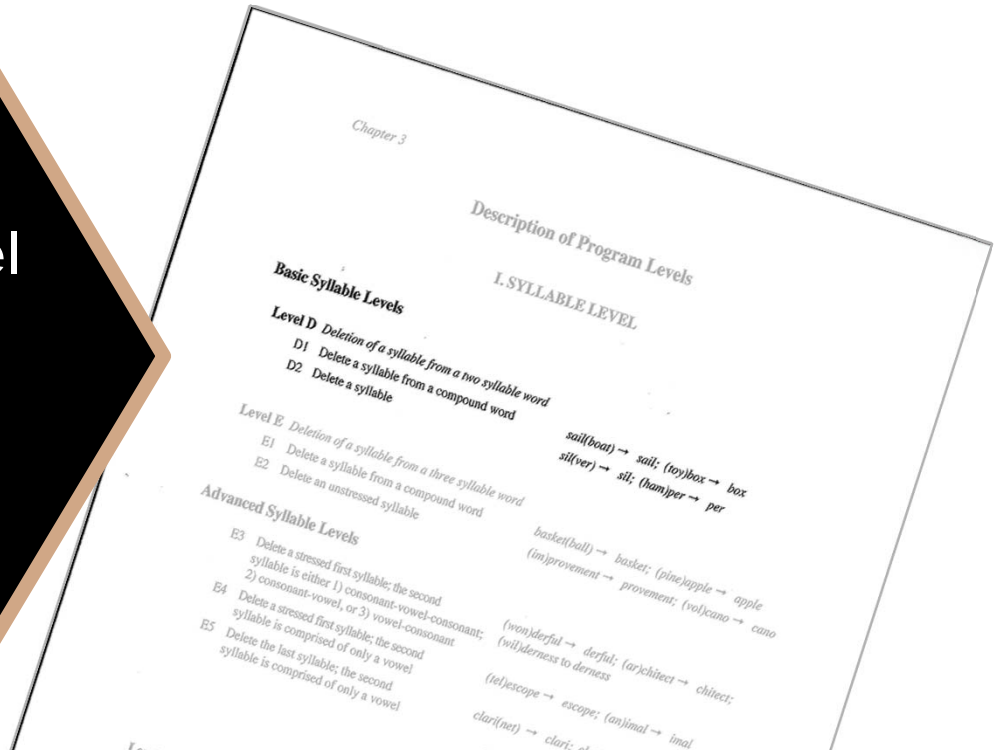 el
Chapter 3
Description of Program Levels
I. SYLLABLE LEVEL
Basic Syllable Levels
Level D Deletion of a syllable from a two syllable word
D1 Delete a syllable from a compound word
sail(boat) → sail; (toy)box → box
D2 Delete a syllable
sil(ver) → sil; (ham)per → per
Level E Deletion of a syllable from a three syllable word
E1 Delete a syllable from a compound word
basket(ball) → basket; (pine)apple → apple
E2 Delete an unstressed syllable
(im)provement → provement; (vol)cano → cano
Advanced Syllable Levels
E3 Delete a stressed first syllable; the second
syllable is either 1) consonant-vowel-consonant;
2) consonant-vowel, or 3) vowel-consonant
(won)derful → derful; (ar)chitect → chitect;
(wil)derness to derness
E4 Delete a stressed first syllable; the second
syllable is comprised of only a vowel
(tel)escope → escope; (an)imal → imal
E5 Delete the last syllable; the second
syllable is comprised of only a vowel
clari(net) → clari;